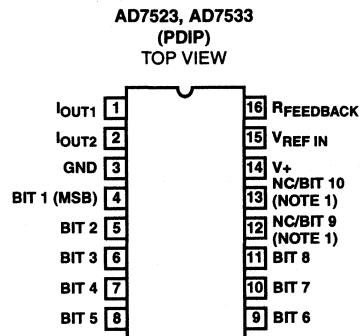 AD7523, AD7533
(PDIP)
TOP VIEW
IOUT1 1
16 RFEEDBACK
IOUT2 2
15 VREF IN
GND 3
14 V+
BIT 1 (MSB) 4
13 NC/BIT 10
(NOTE 1)
BIT 2 5
12 NC/BIT 9
(NOTE 1)
BIT 3 6
11 BIT 8
BIT 4 7
10 BIT 7
BIT 5 8
9 BIT 6